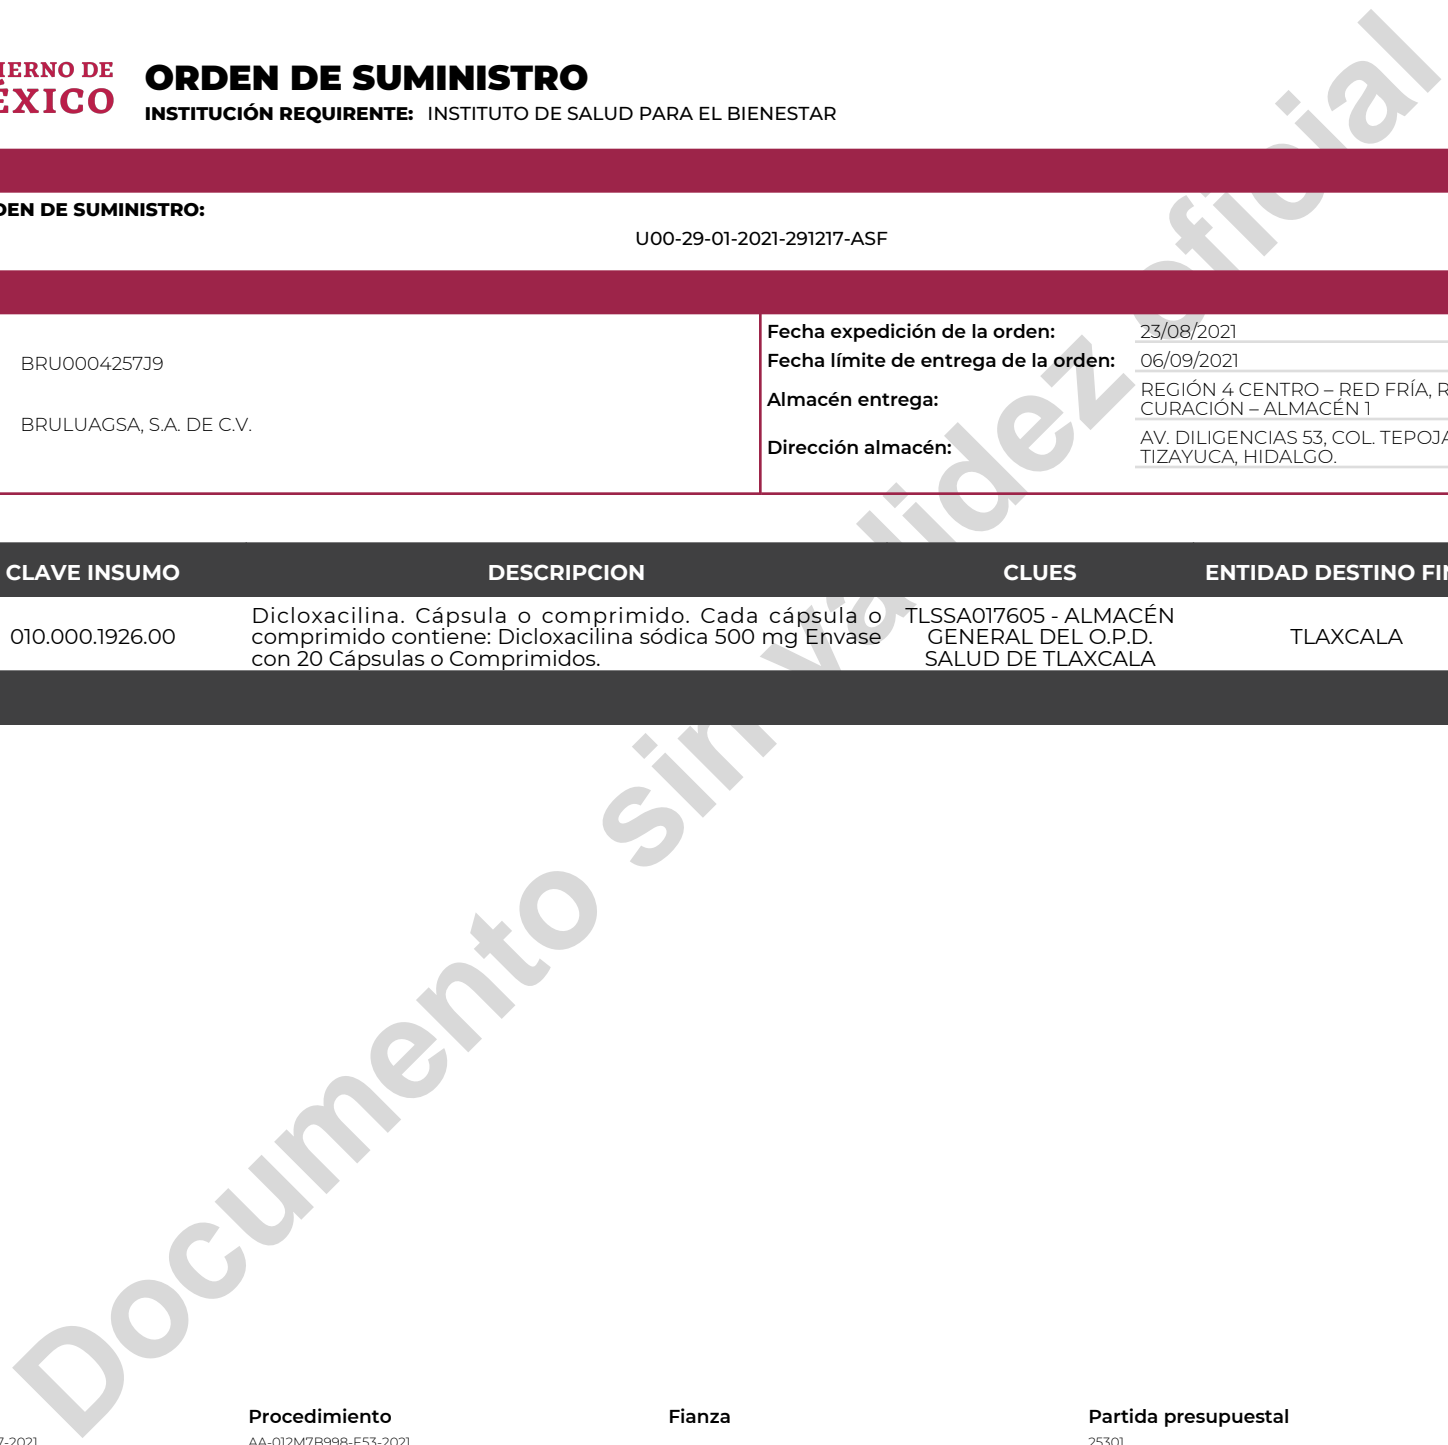 ORDEN DE SUMINISTRO
INSTITUCIÓN REQUIRENTE: INSTITUTO DE SALUD PARA EL BIENESTAR
DE
DE SUMINISTRO:
U00-29-01-2021-291217-ASF
BRU0004257J9
BRULUAGSA, S.A. DE C.V.
Fecha expedición de la orden: 23/08/2021
Fecha límite de entrega de la orden: 06/09/2021
Almacén entrega:
REGIÓN 4 CENTRO – RED FRÍA,
CURACIÓN – ALMACÉN 1
Dirección almacén:
AV. DILIGENCIAS 53, COL.
TIZAYUCA, HIDALGO.
CLAVE INSUMO DESCRIPCION CLUES ENTIDAD DESTINO
010.000.1926.00
Dicloxacilina. Cápsula o comprimido. Cada cápsula o
comprimido contiene: Dicloxacilina sódica 500 mg Envase
con 20 Cápsulas o Comprimidos.
TLSSA017605 - ALMACÉN
GENERAL DEL O.P.D.
SALUD DE TLAXCALA
TLAXCALA
Documento sin validez oficial
Procedimiento Fianza Partida presupuestal
AA-012M7B998-E53-2021 25301